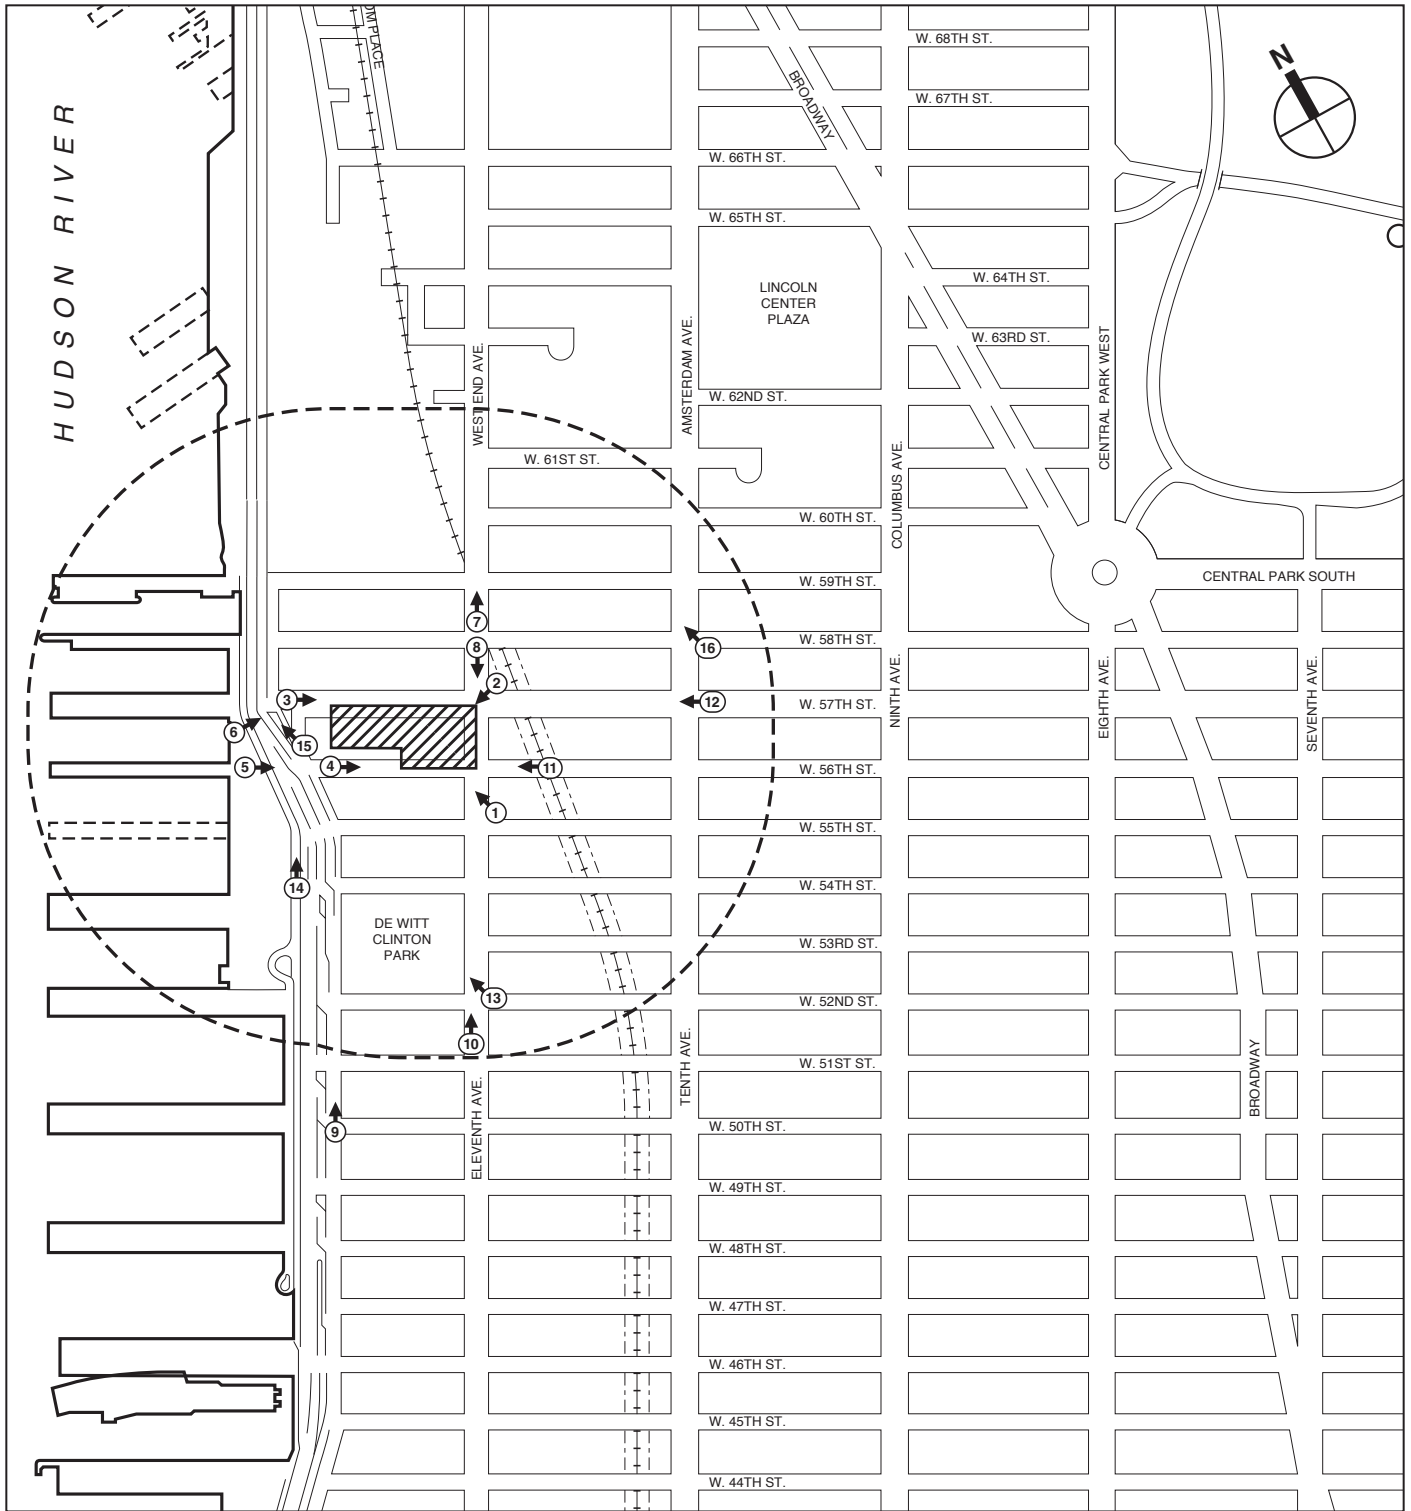 OM PLACE
W. 68TH ST.
N
BROADWAY
W. 67TH ST.
HUDSON RIVER
W. 66TH ST.
W. 65TH ST.
W. 64TH ST.
LINCOLN
CENTER
PLAZA
W. 63RD ST.
WEST END AVE.
AMSTERDAM AVE.
CENTRAL PARK WEST
W. 62ND ST.
W. 61ST ST.
COLUMBUS AVE.
W. 60TH ST.
W. 59TH ST.
CENTRAL PARK SOUTH
7
W. 58TH ST.
8
16
2
3
12
W. 57TH ST.
NINTH AVE.
EIGHTH AVE.
SEVENTH AVE.
6
15
5
4
11
W. 56TH ST.
1
W. 55TH ST.
14
W. 54TH ST.
DE WITT
CLINTON
PARK
W. 53RD ST.
13
W. 52ND ST.
10
W. 51ST ST.
TENTH AVE.
BROADWAY
9
ELEVENTH AVE.
W. 50TH ST.
W. 49TH ST.
W. 48TH ST.
W. 47TH ST.
W. 46TH ST.
W. 45TH ST.
W. 44TH ST.